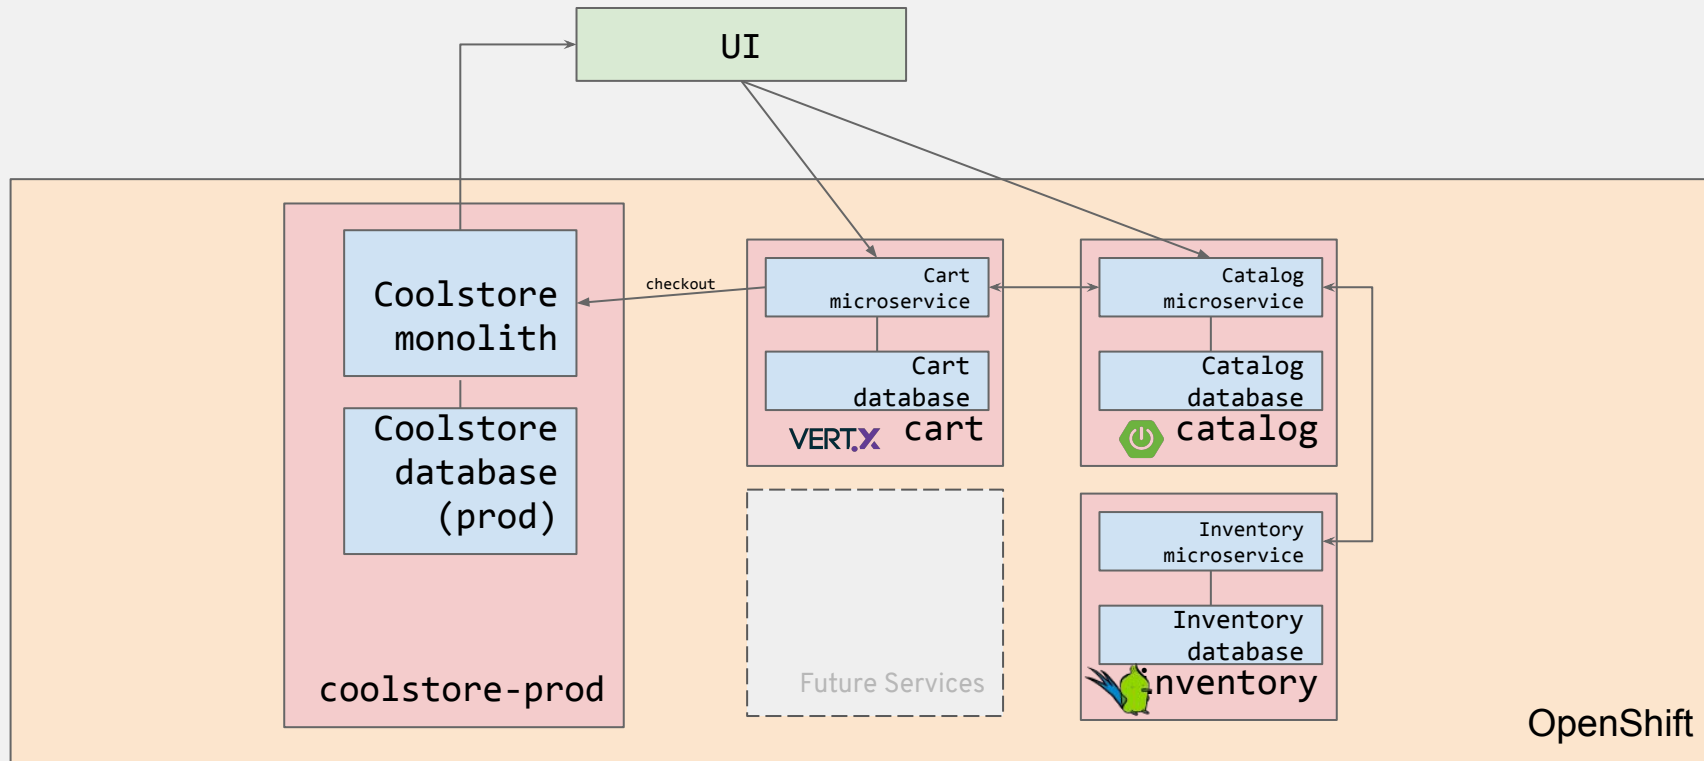 UI
Coolstore
monolith
Coolstore
database
(prod)
coolstore-prod
checkout
Cart
microservice
Cart
database
VERT.X cart
Catalog
microservice
Catalog
database
catalog
Future Services
Inventory
microservice
Inventory
database
inventory
OpenShift